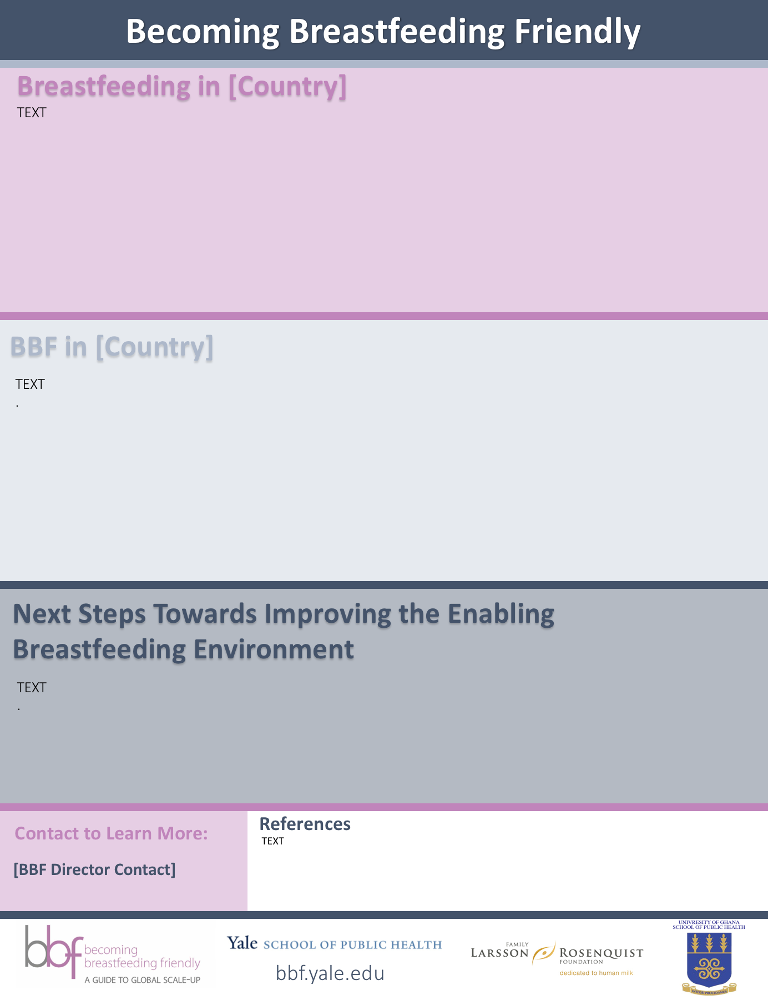 Becoming Breastfeeding Friendly
Breastfeeding in [Country]
TEXT
BBF in [Country]
TEXT
.
Next Steps Towards Improving the Enabling
Breastfeeding Environment
TEXT
.
Contact to Learn More:
[BBF Director Contact]
References
TEXT
bbf becoming
breastfeeding friendly
A GUIDE TO GLOBAL SCALE-UP
Yale SCHOOL OF PUBLIC HEALTH
bbf.yale.edu
FAMILY
LARSSON ROSENQUIST
FOUNDATION
dedicated to human milk
UNIVRESITY OF GHANA
SCHOOL OF PUBLIC HEALTH
INTEGRI PROCEDAMUS